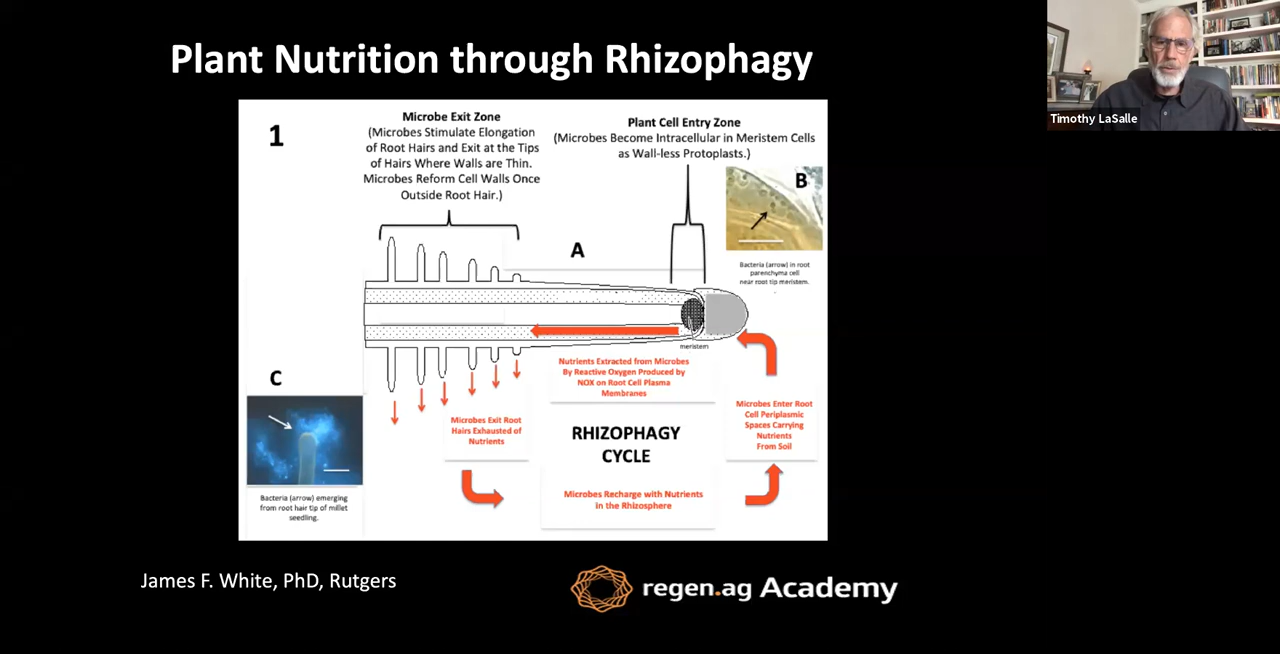 Plant Nutrition through Rhizophagy
Timothy LaSalle
1
Microbe Exit Zone
(Microbes Stimulate Elongation
of Root Hairs and Exit at the Tips
of Hairs Where Walls are Thin.
Microbes Reform Cell Walls Once
Outside Root Hair.)
Plant Cell Entry Zone
(Microbes Become Intracellular in Meristem Cells
as Wall-less Protoplasts.)
B
A
Bacteria (arrow) in root
parenchyma cell
near root tip meristem.
meristem
Nutrients Extracted from Microbes
By Reactive Oxygen Produced by
NOX on Root Cell Plasma
Membranes
C
Microbes Exit Root
Hairs Exhausted of
Nutrients
RHIZOPHAGY
CYCLE
Microbes Enter Root
Cell Periplasmic
Spaces Carrying
Nutrients
From Soil
Microbes Recharge with Nutrients
in the Rhizosphere
Bacteria (arrow) emerging
from root hair tip of millet
seedling.
James F. White, PhD, Rutgers
regen.ag Academy